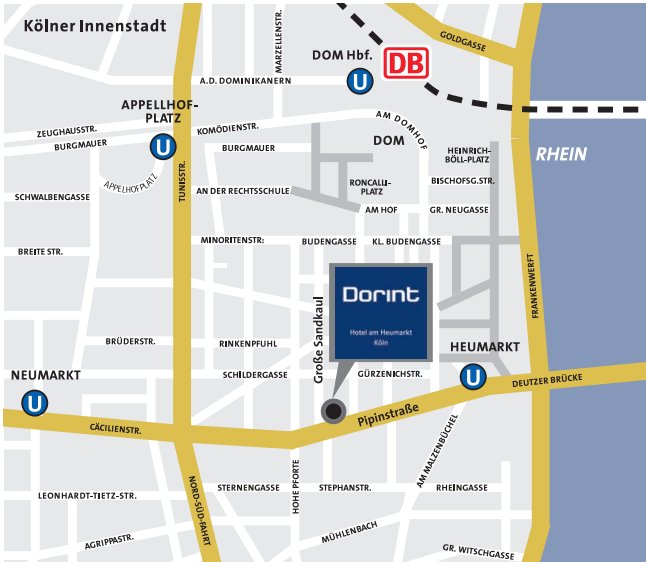 Kölner Innenstadt
MARZELLENSTR.
GOLDGASSE
DOM Hbf.
DB
A.D. DOMINIKANERN
U
APPELLHOF-
PLATZ
AM DOMHOF
ZEUGHAUSSTR.
KOMÖDIENSTR.
BURGMAUER
U
BURGMAUER
DOM
HEINRICH-
BÖLL-PLATZ
RHEIN
APPELHOFPLATZ
TUNISSTR.
AN DER RECHTSSCHULE
RONCALLI-
PLATZ
BISCHOFSG.STR.
SCHWALBENGASSE
AM HOF
GR. NEUGASSE
BREITE STR.
MINORITENSTR:
BUDENGASSE
KL. BUDENGASSE
FRANKENWERFT
Dorint
Hotel am Heumarkt
Köln
Große Sandkaul
BRÜDERSTR.
RINKENPFUHL
HEUMARKT
NEUMARKT
SCHILDERGASSE
GÜRZENICHSTR.
U
DEUTZER BRÜCKE
U
Pipinstraße
CÄCILIENSTR.
AM MALZENBÜCHEL
HOHE PFORTE
NORD-SÜD-FAHRT
LEONHARDT-TIETZ-STR.
STERNENGASSE
STEPHANSTR.
RHEINGASSE
AGRIPPASTR.
MÜHLENBACH
GR. WITSCHGASSE